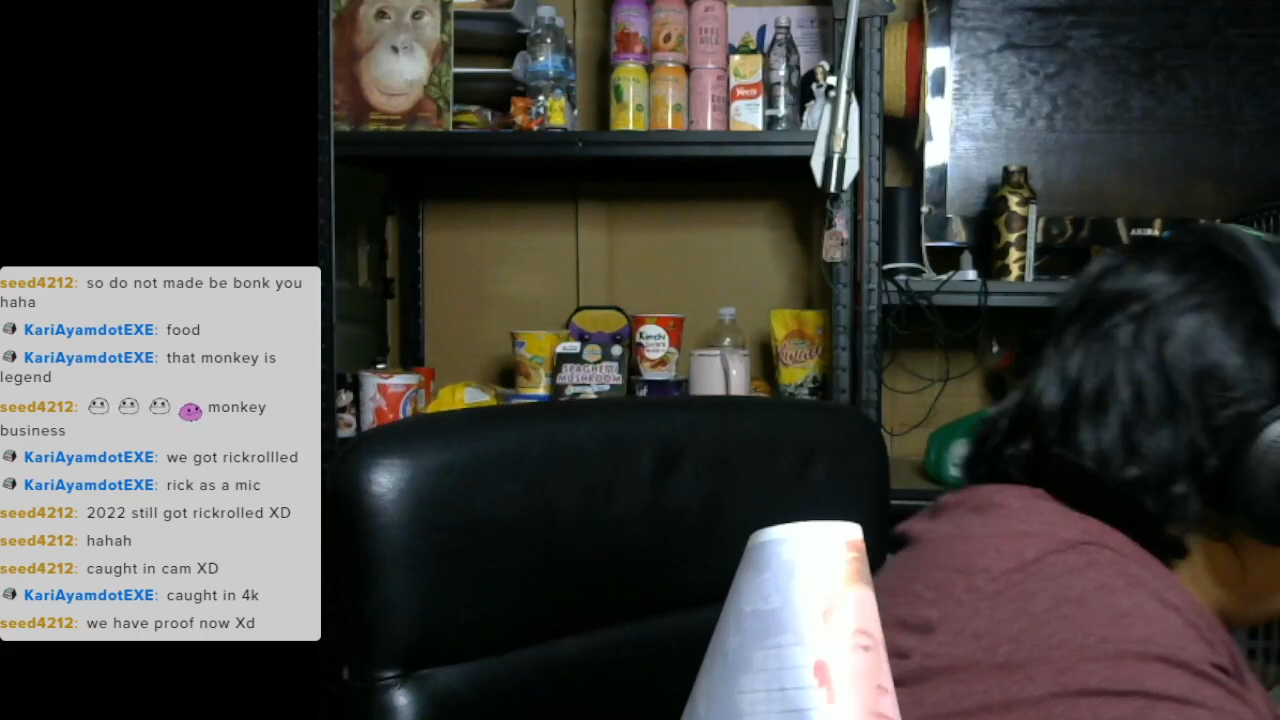 seed4212: so do not made be bonk you
haha
KariAyamdotEXE: food
KariAyamdotEXE: that monkey is
legend
seed4212: monkey
business
KariAyamdotEXE: we got rickrollled
KariAyamdotEXE: rick as a mic
seed4212: 2022 still got rickrolled XD
seed4212: hahah
seed4212: caught in cam XD
KariAyamdotEXE: caught in 4k
seed4212: we have proof now Xd
Yeo's
Kimchi
SPAGHETTI
MUSHROOM